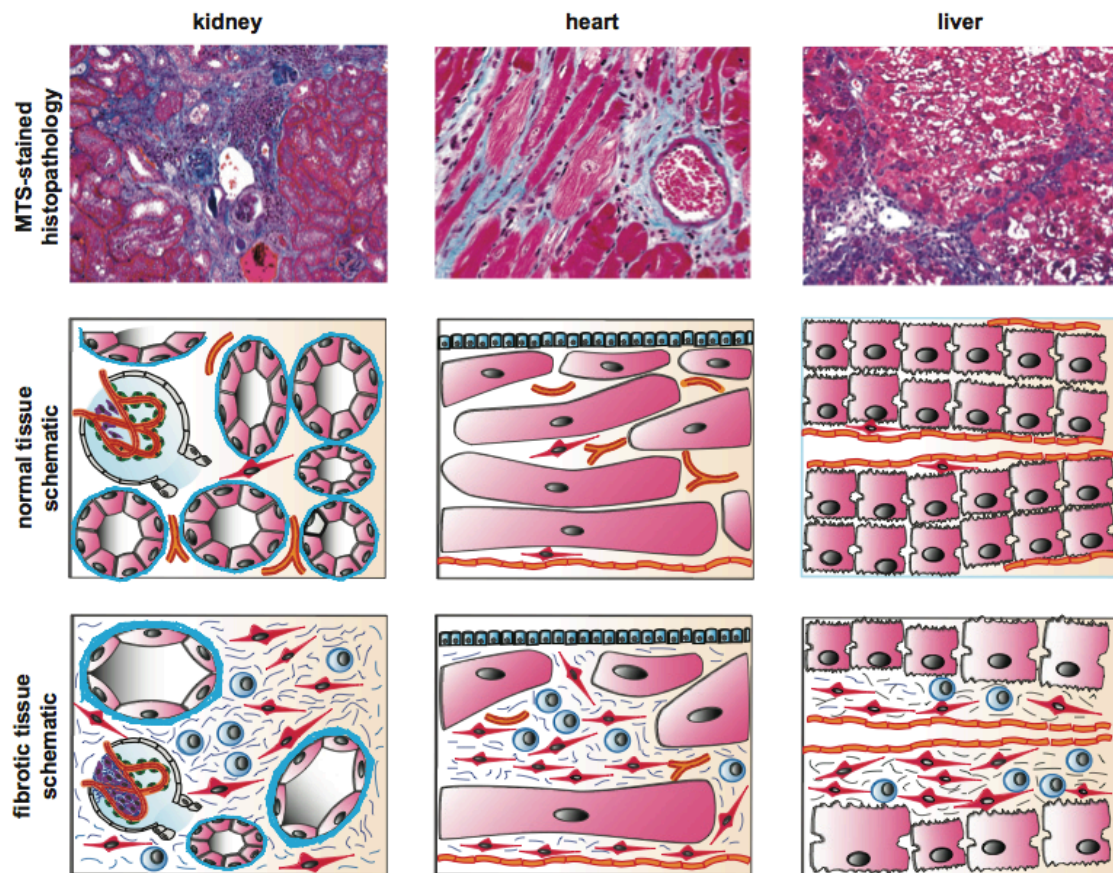 kidney
heart
liver
MTS-stained
histopathology
normal tissue
schematic
fibrotic tissue
schematic